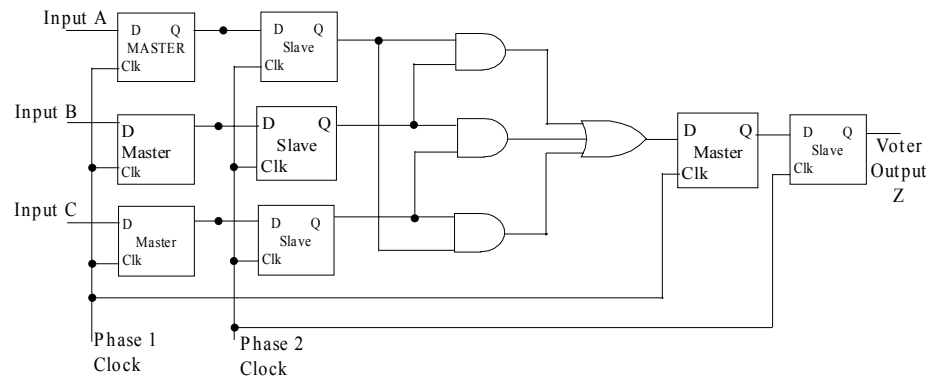 Input A
D Q
MASTER
Clk
D Q
Slave
Clk
Input B
D
Master
Clk
D Q
Slave
Clk
Input C
D
Master
Clk
D Q
Slave
Clk
D Q
Master
Clk
D Q
Slave
Clk
Voter
Output
Z
Phase 1
Clock
Phase 2
Clock